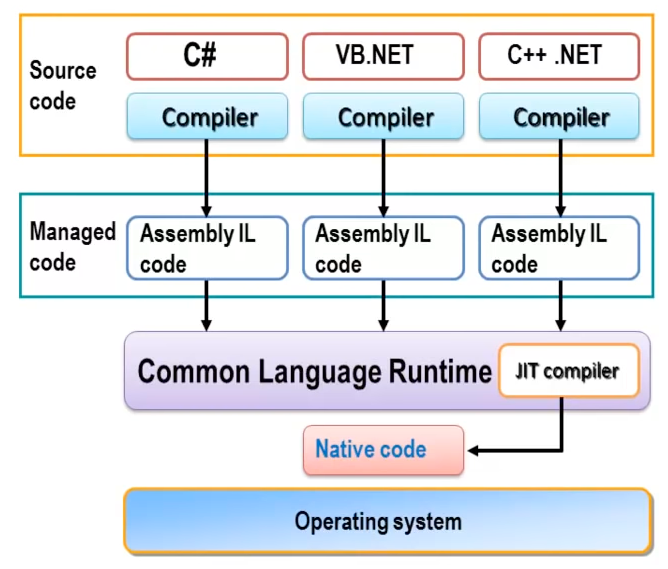 Source
code
C#
VB.NET
C++ .NET
Compiler
Compiler
Compiler
Managed
code
Assembly IL
code
Assembly IL
code
Assembly IL
code
Common Language Runtime
JIT compiler
Native code
Operating system